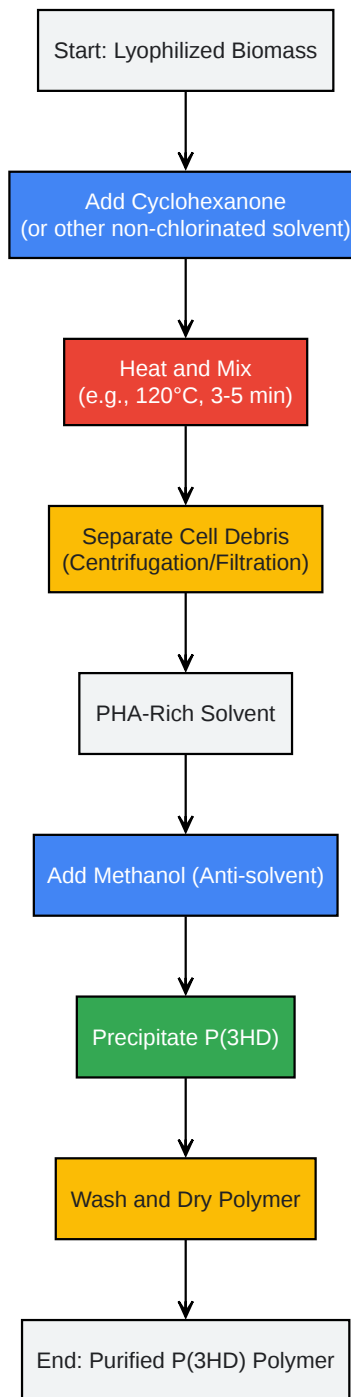 Start: Lyophilized Biomass
Add Cyclohexanone
(or other non-chlorinated solvent)
Heat and Mix
(e.g., 120°C, 3-5 min)
Separate Cell Debris
(Centrifugation/Filtration)
PHA-Rich Solvent
Add Methanol (Anti-solvent)
Precipitate P(3HD)
Wash and Dry Polymer
End: Purified P(3HD) Polymer